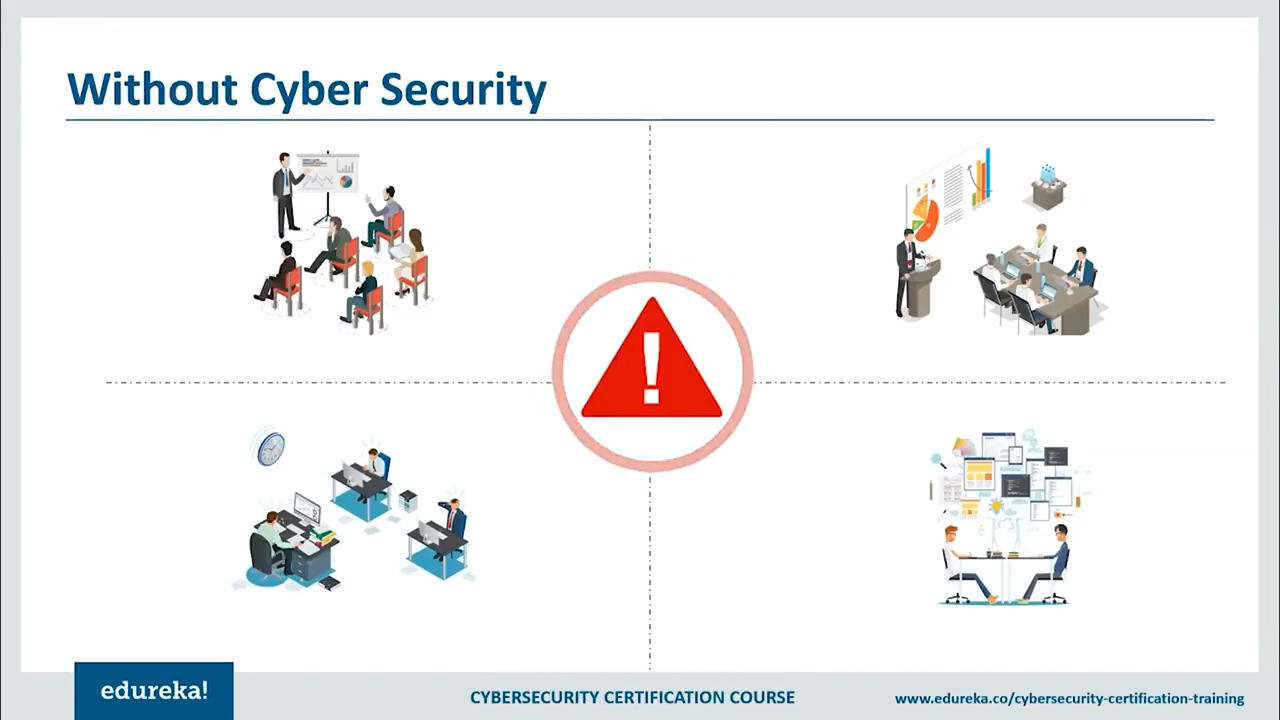 Without Cyber Security
edureka!
CYBERSECURITY CERTIFICATION COURSE
www.edureka.co/cybersecurity-certification-training